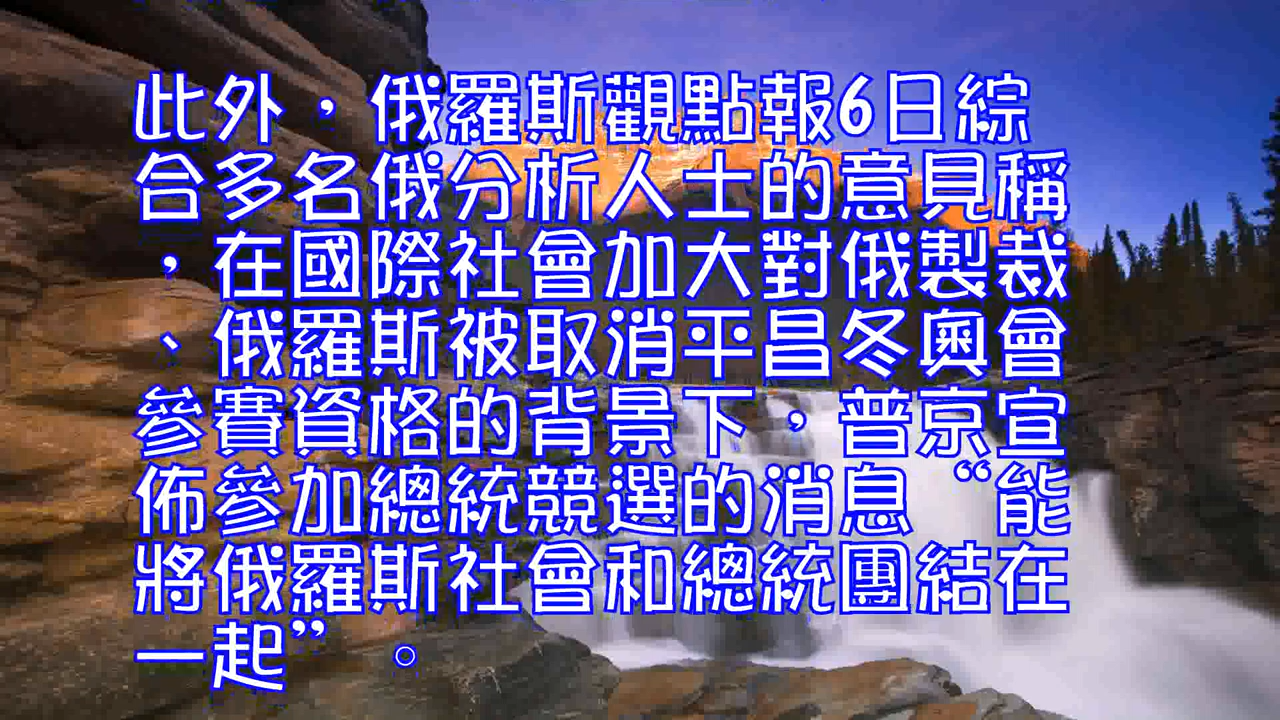 此外，俄羅斯觀點報6日綜
合多名俄分析人士的意見稱
，在國際社會加大對俄製裁
、俄羅斯被取消平昌冬奧會
參賽資格的背景下，普京宣
佈參加總統競選的消息“能
將俄羅斯社會和總統團結在
一起”。